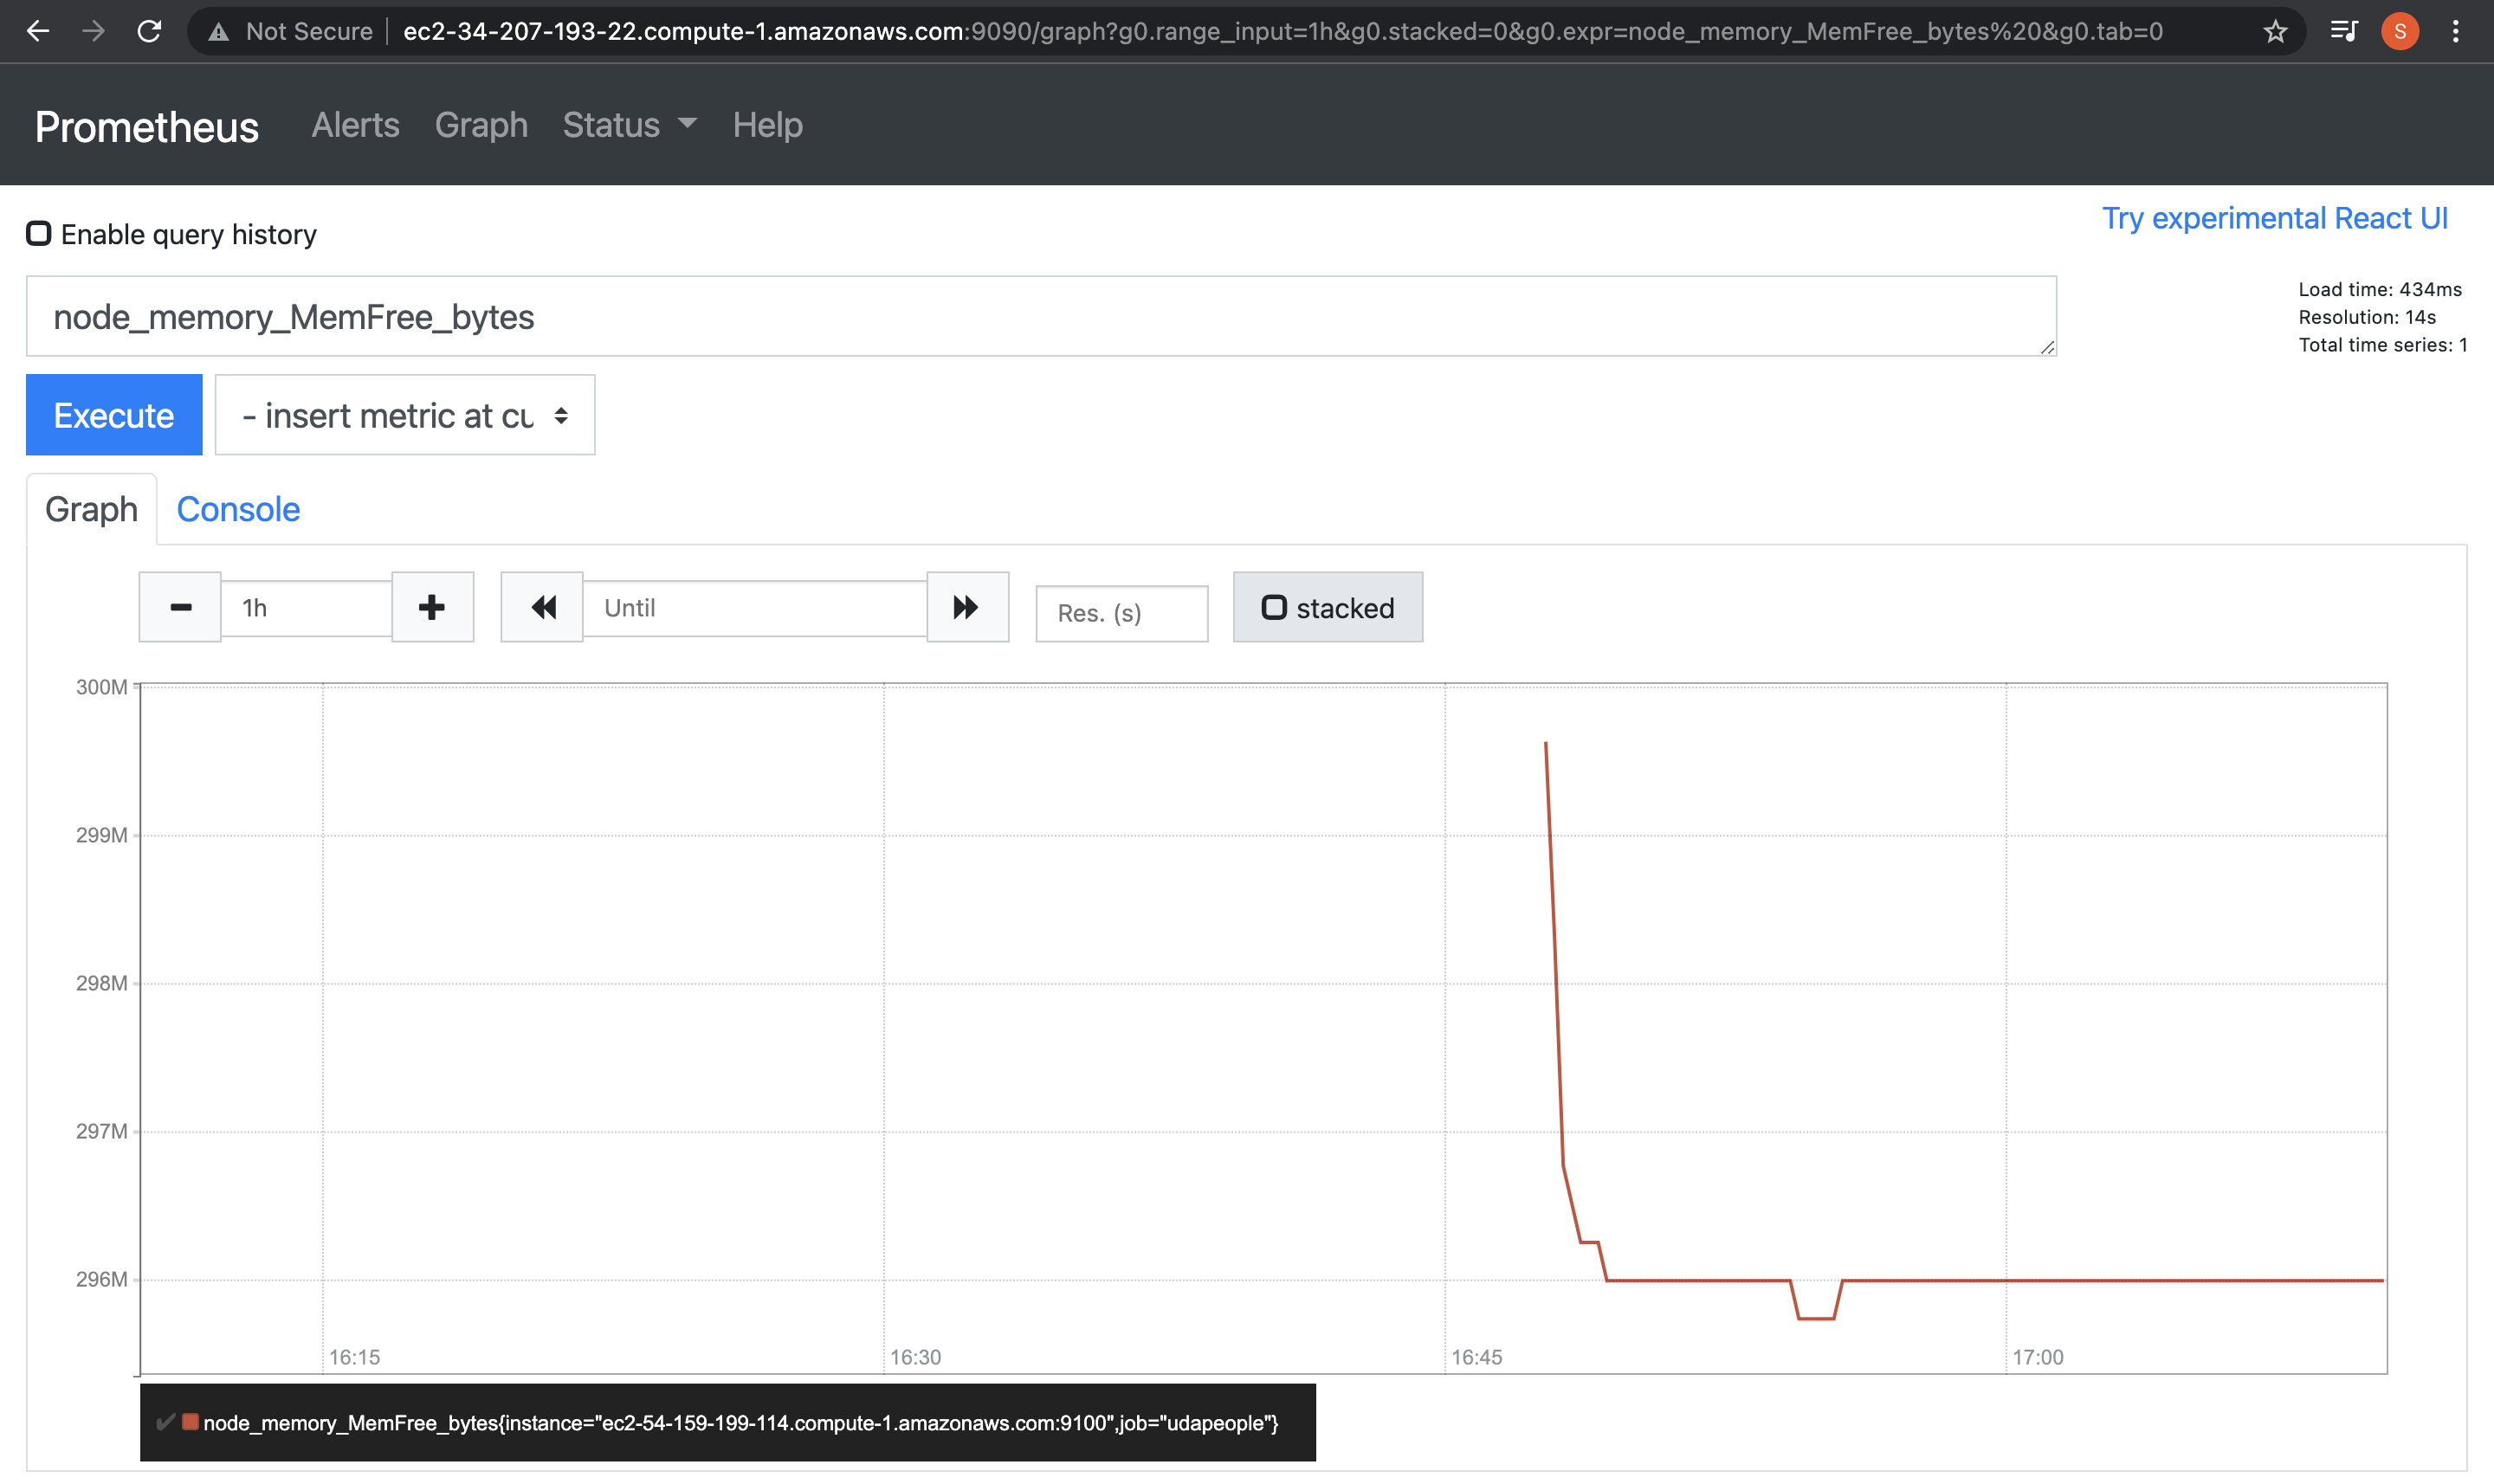 Not Secure ec2-34-207-193-22.compute-1.amazonaws.com:9090/graph?g0.range_input=1h&g0.stacked=0&g0.expr=node_memory_MemFree_bytes%20&g0.tab=0 S
Prometheus Alerts Graph Status Help
Enable query history
Try experimental React UI
node_memory_MemFree_bytes
Load time: 434ms
Resolution: 14s
Total time series: 1
Execute - insert metric at cu
Graph Console
1h Until Res. (s) stacked
300M
299M
298M
297M
296M
16:15 16:30 16:45 17:00
node_memory_MemFree_bytes{instance="ec2-54-159-199-114.compute-1.amazonaws.com:9100",job="udapeople"}